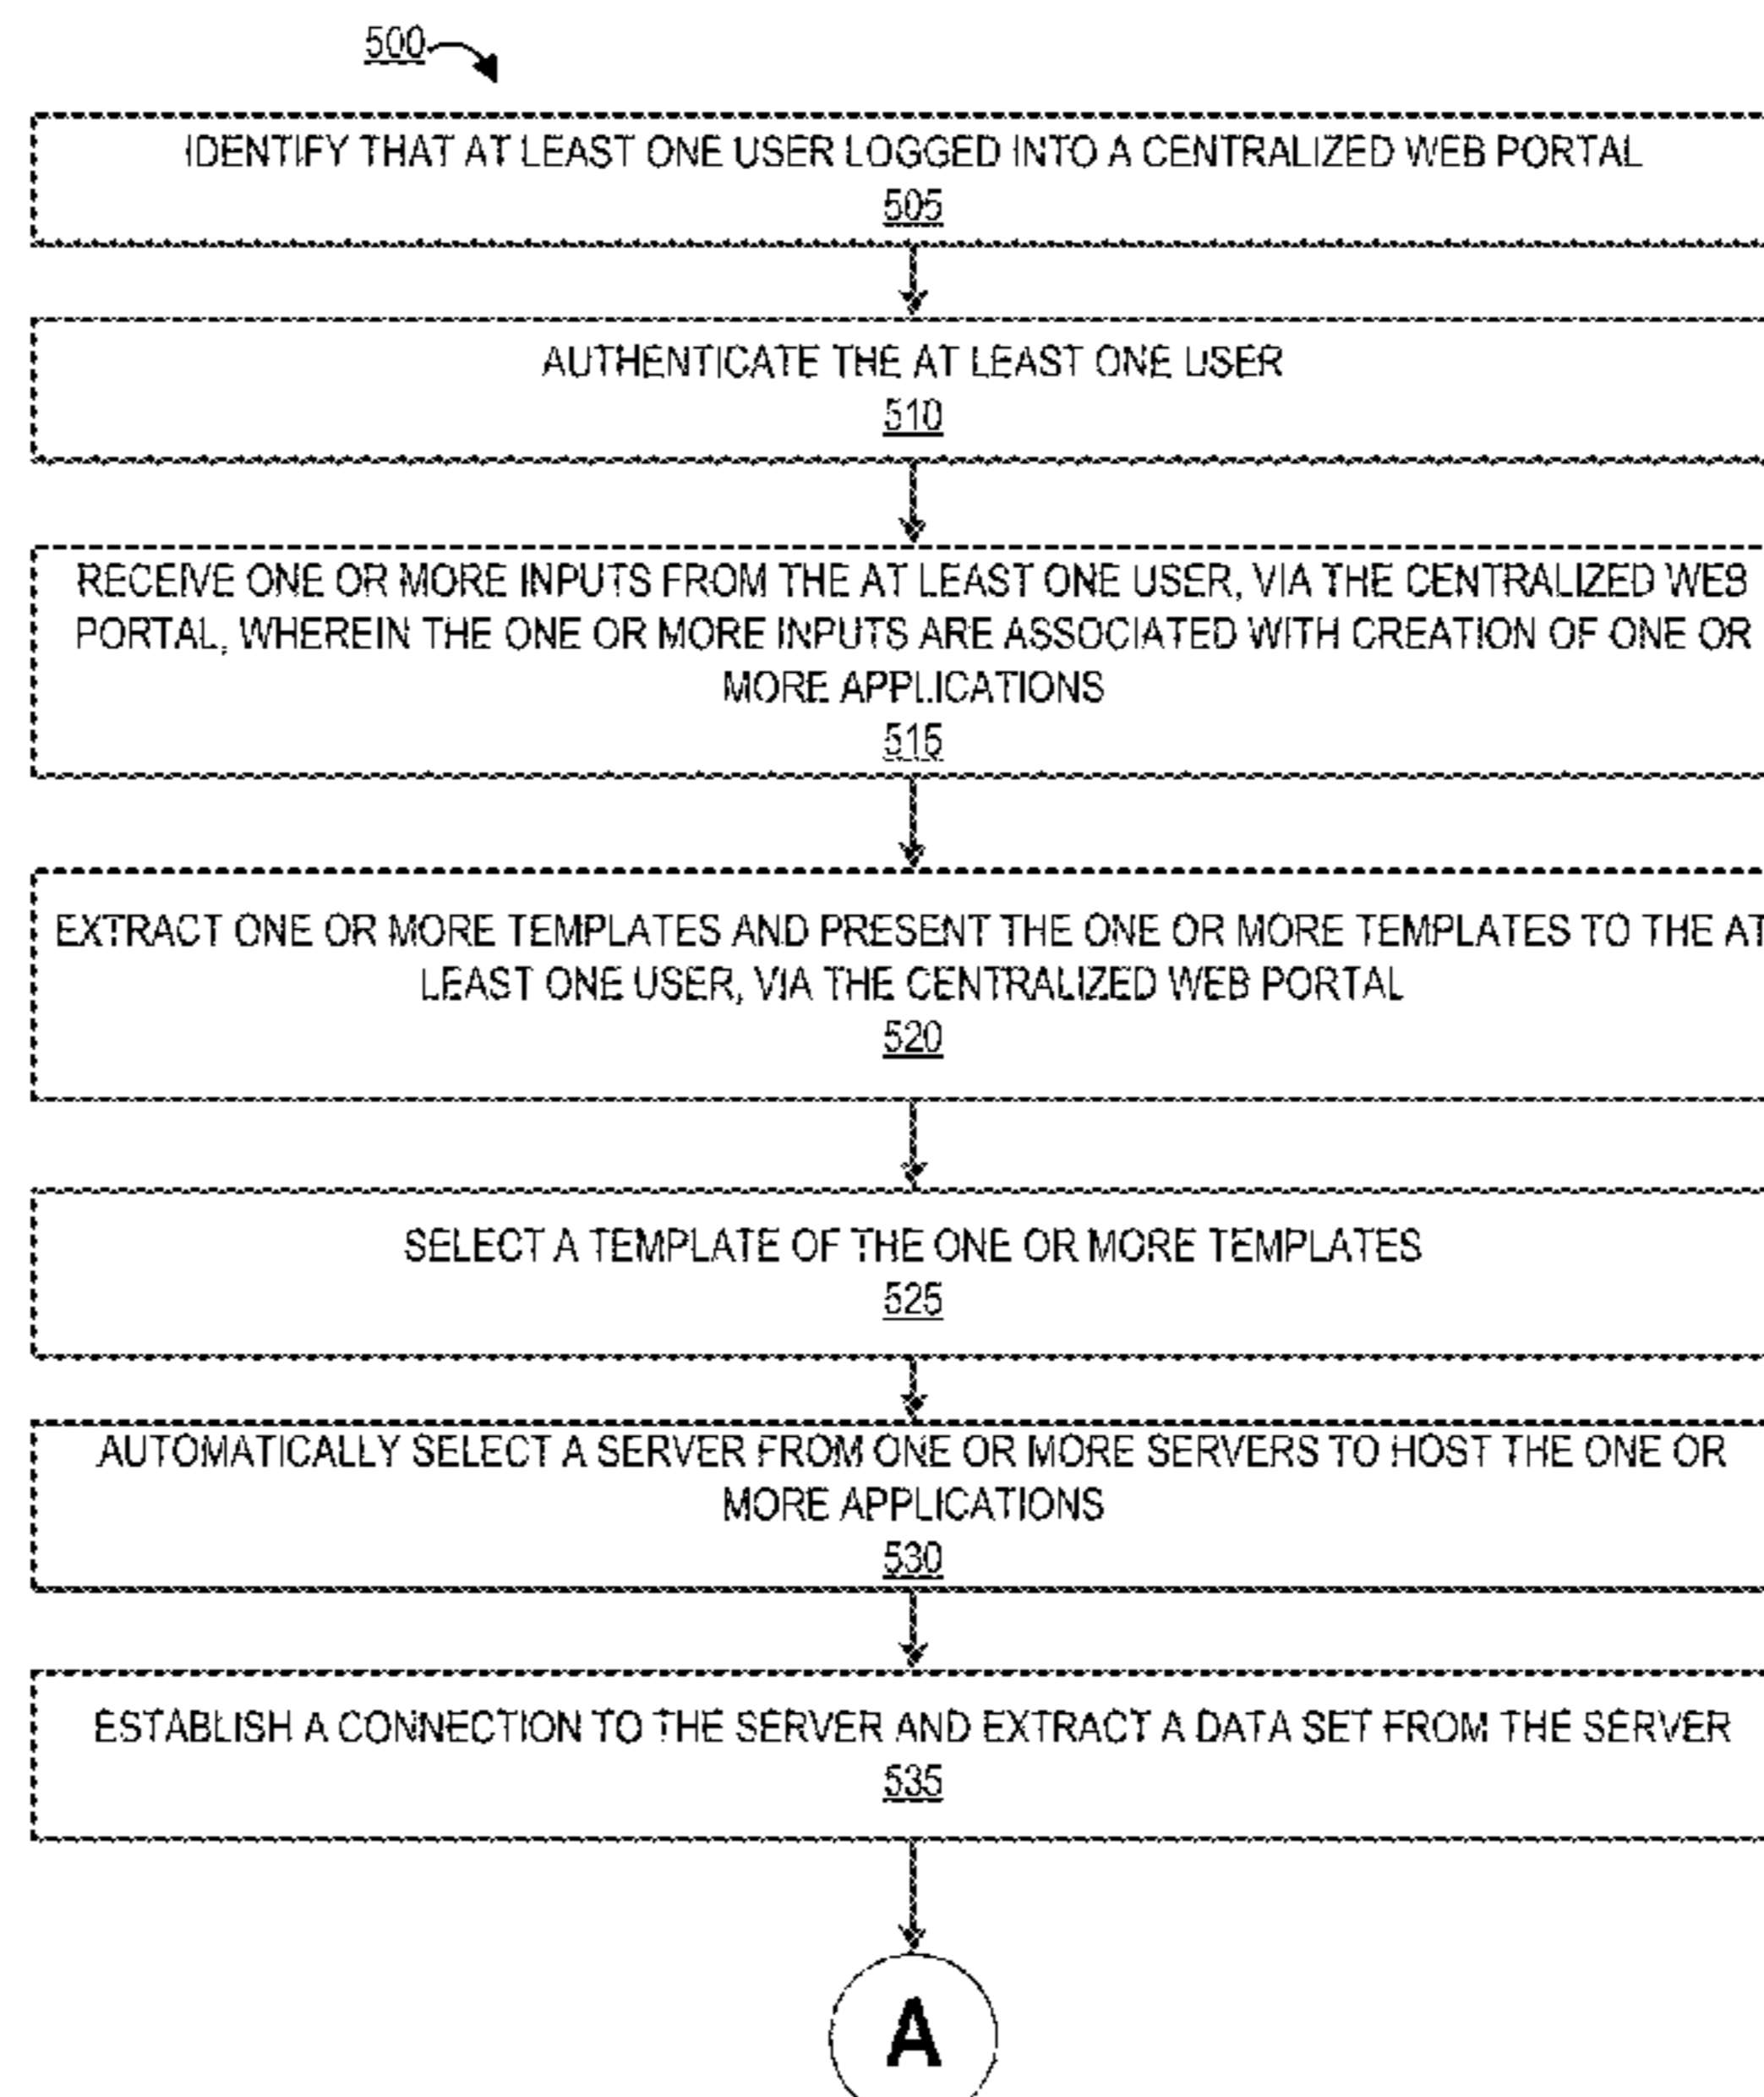 500
IDENTIFY THAT AT LEAST ONE USER LOGGED INTO A CENTRALIZED WEB PORTAL
505
AUTHENTICATE THE AT LEAST ONE USER
510
RECEIVE ONE OR MORE INPUTS FROM THE AT LEAST ONE USER, VIA THE CENTRALIZED WEB
PORTAL, WHEREIN THE ONE OR MORE INPUTS ARE ASSOCIATED WITH CREATION OF ONE OR
MORE APPLICATIONS
515
EXTRACT ONE OR MORE TEMPLATES AND PRESENT THE ONE OR MORE TEMPLATES TO THE AT
LEAST ONE USER, VIA THE CENTRALIZED WEB PORTAL
520
SELECT A TEMPLATE OF THE ONE OR MORE TEMPLATES
525
AUTOMATICALLY SELECT A SERVER FROM ONE OR MORE SERVERS TO HOST THE ONE OR
MORE APPLICATIONS
530
ESTABLISH A CONNECTION TO THE SERVER AND EXTRACT A DATA SET FROM THE SERVER
535
A